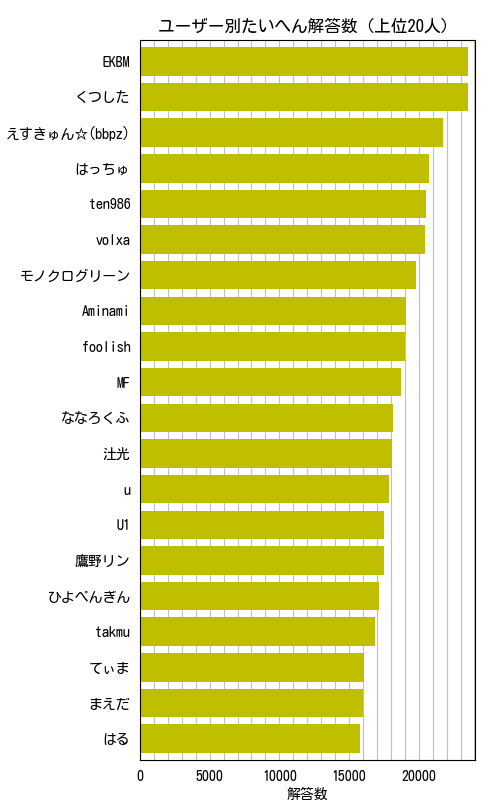 ユーザー別たいへん解答数 (上位20人)
EKBM
くつした
えすきゅん☆(bbpz)
はっちゅ
ten986
volxa
モノクログリーン
Aminami
foolish
MF
ななろくふ
汢光
u
U1
鷹野リン
ひよぺんぎん
takmu
てぃま
まえだ
はる
0 5000 10000 15000 20000
解答数